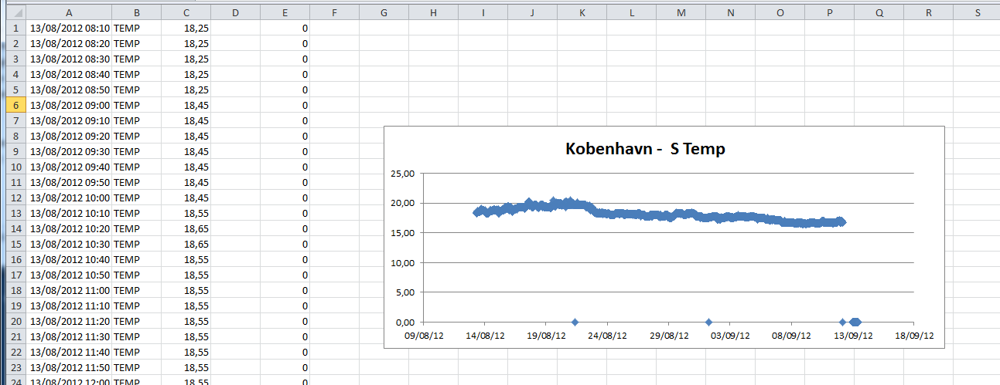 A B C D E F G H I J K L M N O P Q R S
1 13/08/2012 08:10 TEMP 18,25 0
2 13/08/2012 08:20 TEMP 18,25 0
3 13/08/2012 08:30 TEMP 18,25 0
4 13/08/2012 08:40 TEMP 18,25 0
5 13/08/2012 08:50 TEMP 18,25 0
6 13/08/2012 09:00 TEMP 18,45 0
7 13/08/2012 09:10 TEMP 18,45 0
8 13/08/2012 09:20 TEMP 18,45 0
9 13/08/2012 09:30 TEMP 18,45 0
10 13/08/2012 09:40 TEMP 18,45 0
11 13/08/2012 09:50 TEMP 18,45 0
12 13/08/2012 10:00 TEMP 18,45 0
13 13/08/2012 10:10 TEMP 18,55 0
14 13/08/2012 10:20 TEMP 18,65 0
15 13/08/2012 10:30 TEMP 18,65 0
16 13/08/2012 10:40 TEMP 18,55 0
17 13/08/2012 10:50 TEMP 18,55 0
18 13/08/2012 11:00 TEMP 18,55 0
19 13/08/2012 11:10 TEMP 18,55 0
20 13/08/2012 11:20 TEMP 18,55 0
21 13/08/2012 11:30 TEMP 18,55 0
22 13/08/2012 11:40 TEMP 18,55 0
23 13/08/2012 11:50 TEMP 18,55 0
24 13/08/2012 12:00 TEMP 18,55 0
Kobenhavn - S Temp
25,00
20,00
15,00
10,00
5,00
0,00
09/08/12 14/08/12 19/08/12 24/08/12 29/08/12 03/09/12 08/09/12 13/09/12 18/09/12